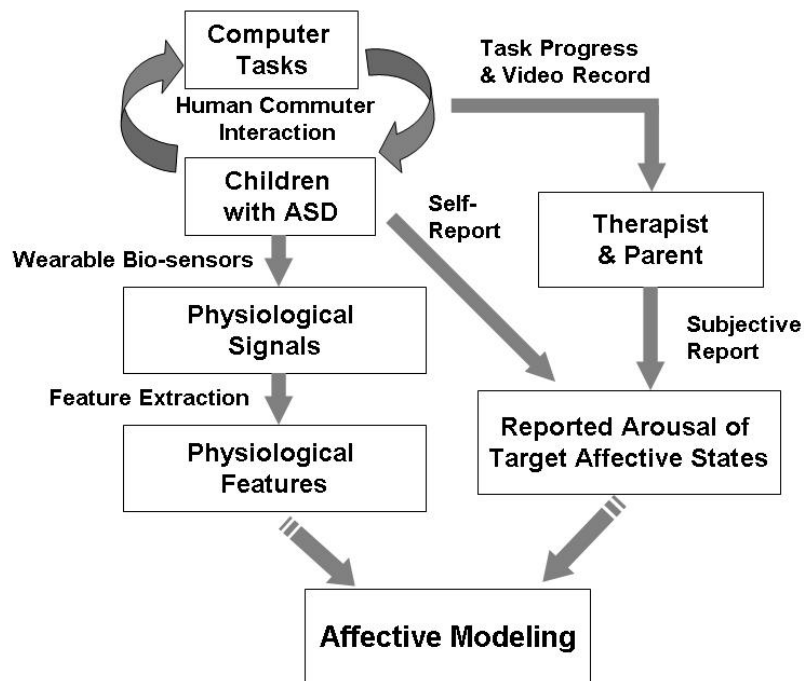 Computer
Tasks
Task Progress
& Video Record
Human Commuter
Interaction
Children
with ASD
Self-
Report
Therapist
& Parent
Wearable Bio-sensors
Physiological
Signals
Subjective
Report
Feature Extraction
Physiological
Features
Reported Arousal of
Target Affective States
Affective Modeling